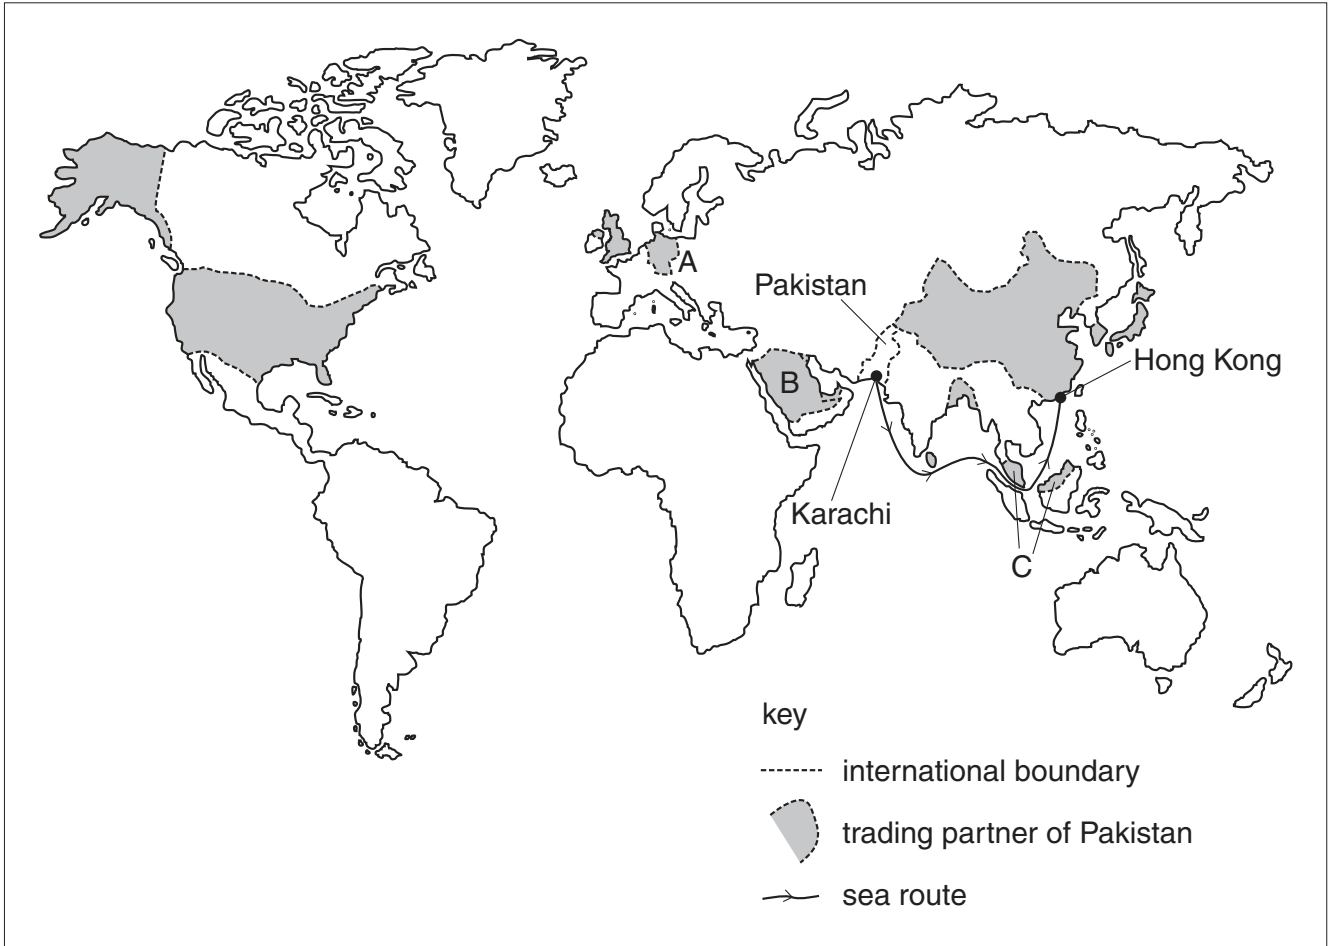 A
Pakistan
B
Hong Kong
Karachi
C
key
international boundary
trading partner of Pakistan
sea route